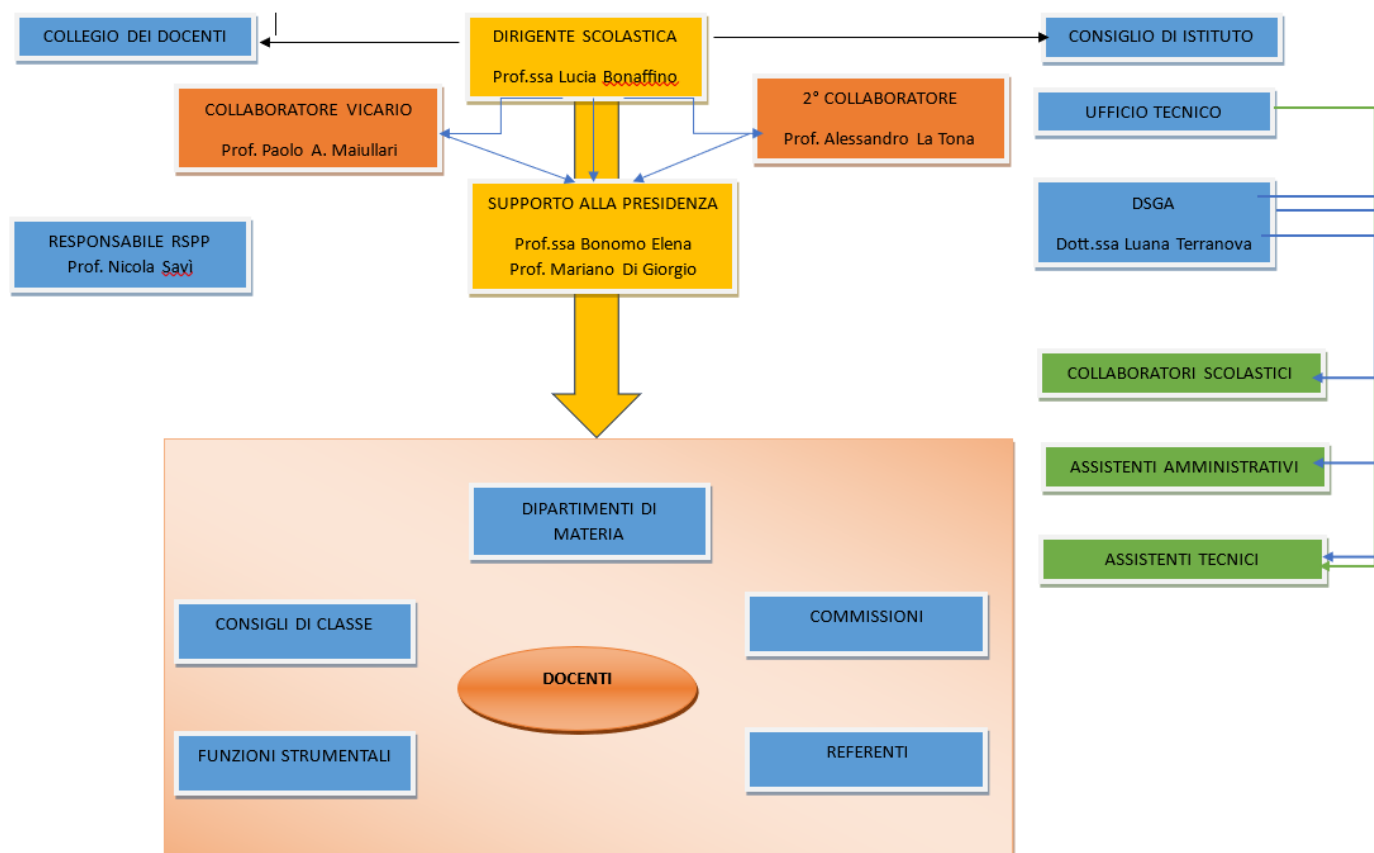 COLLEGIO DEI DOCENTI
DIRIGENTE SCOLASTICA
Prof.ssa Lucia Bonaffino
CONSIGLIO DI ISTITUTO
COLLABORATORE VICARIO
Prof. Paolo A. Maiullari
2° COLLABORATORE
Prof. Alessandro La Tona
UFFICIO TECNICO
SUPPORTO ALLA PRESIDENZA
Prof.ssa Bonomo Elena
Prof. Mariano Di Giorgio
DSGA
Dott.ssa Luana Terranova
RESPONSABILE RSPP
Prof. Nicola Savì
COLLABORATORI SCOLASTICI
ASSISTENTI AMMINISTRATIVI
ASSISTENTI TECNICI
DIPARTIMENTI DI
MATERIA
CONSIGLI DI CLASSE
COMMISSIONI
DOCENTI
FUNZIONI STRUMENTALI
REFERENTI